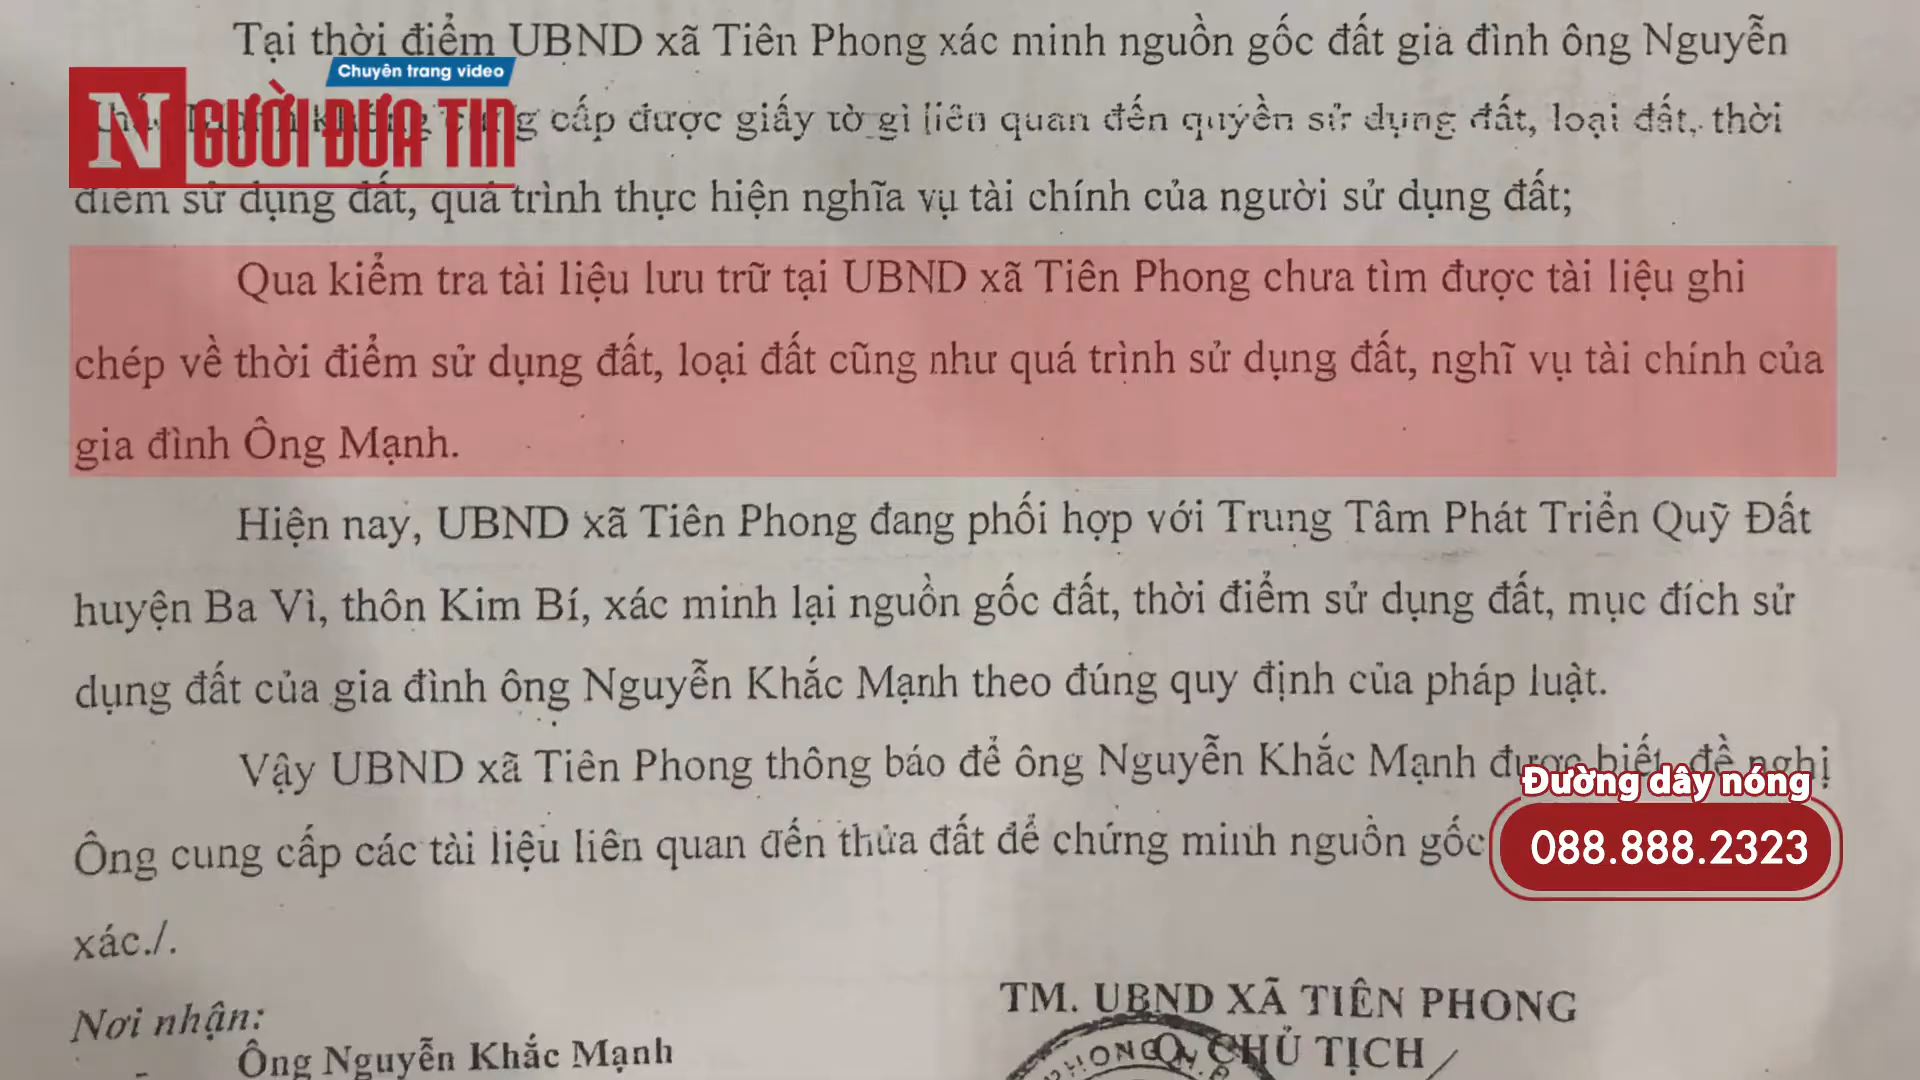 Tại thời điểm UBND xã Tiên Phong xác minh nguồn gốc đất gia đình ông Nguyễn
Chuyên trang video
NGƯỜI ĐƯA TIN
cấp được giấy tờ gì liên quan đến quyền sử dụng đất, loại đất, thời
điểm sử dụng đất, quá trình thực hiện nghĩa vụ tài chính của người sử dụng đất;
Qua kiểm tra tài liệu lưu trữ tại UBND xã Tiên Phong chưa tìm được tài liệu ghi
chép về thời điểm sử dụng đất, loại đất cũng như quá trình sử dụng đất, nghĩ vụ tài chính của
gia đình Ông Mạnh.
Hiện nay, UBND xã Tiên Phong đang phối hợp với Trung Tâm Phát Triển Quỹ Đất
huyện Ba Vì, thôn Kim Bí, xác minh lại nguồn gốc đất, thời điểm sử dụng đất, mục đích sử
dụng đất của gia đình ông Nguyễn Khắc Mạnh theo đúng quy định của pháp luật.
Vậy UBND xã Tiên Phong thông báo để ông Nguyễn Khắc Mạnh được biết, đề nghị
Đường dây nóng
088.888.2323
Ông cung cấp các tài liệu liên quan đến thửa đất để chứng minh nguồn gốc
xác./.
Nơi nhận:
TM. UBND XÃ TIÊN PHONG
Ông Nguyễn Khắc Mạnh
Q. CHỦ TỊCH